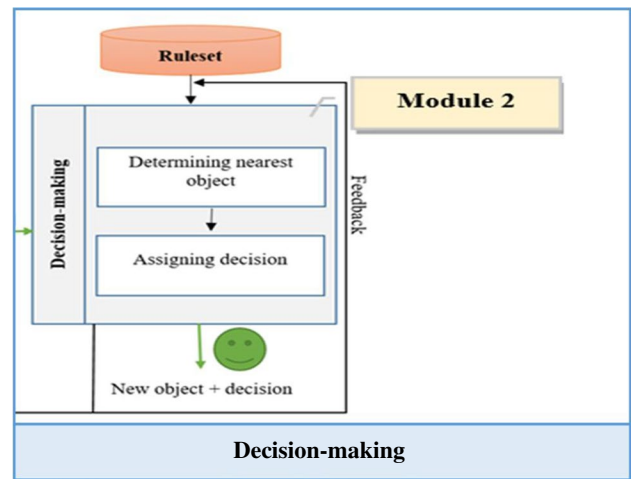 Ruleset
Module 2
Decision-making
Determining nearest
object
Assigning decision
Feedback
New object + decision
Decision-making